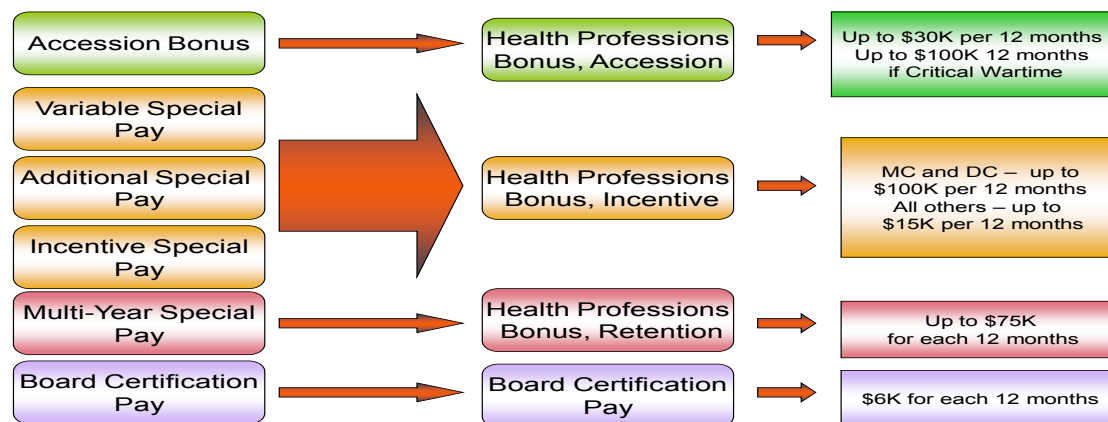 Accession Bonus
Health Professions
Bonus, Accession
Up to $30K per 12 months
Up to $100K 12 months
if Critical Wartime
Variable Special
Pay
Additional Special
Pay
Incentive Special
Pay
Health Professions
Bonus, Incentive
MC and DC – up to
$100K per 12 months
All others – up to
$15K per 12 months
Multi-Year Special
Pay
Health Professions
Bonus, Retention
Up to $75K
for each 12 months
Board Certification
Pay
Board Certification
Pay
$6K for each 12 months